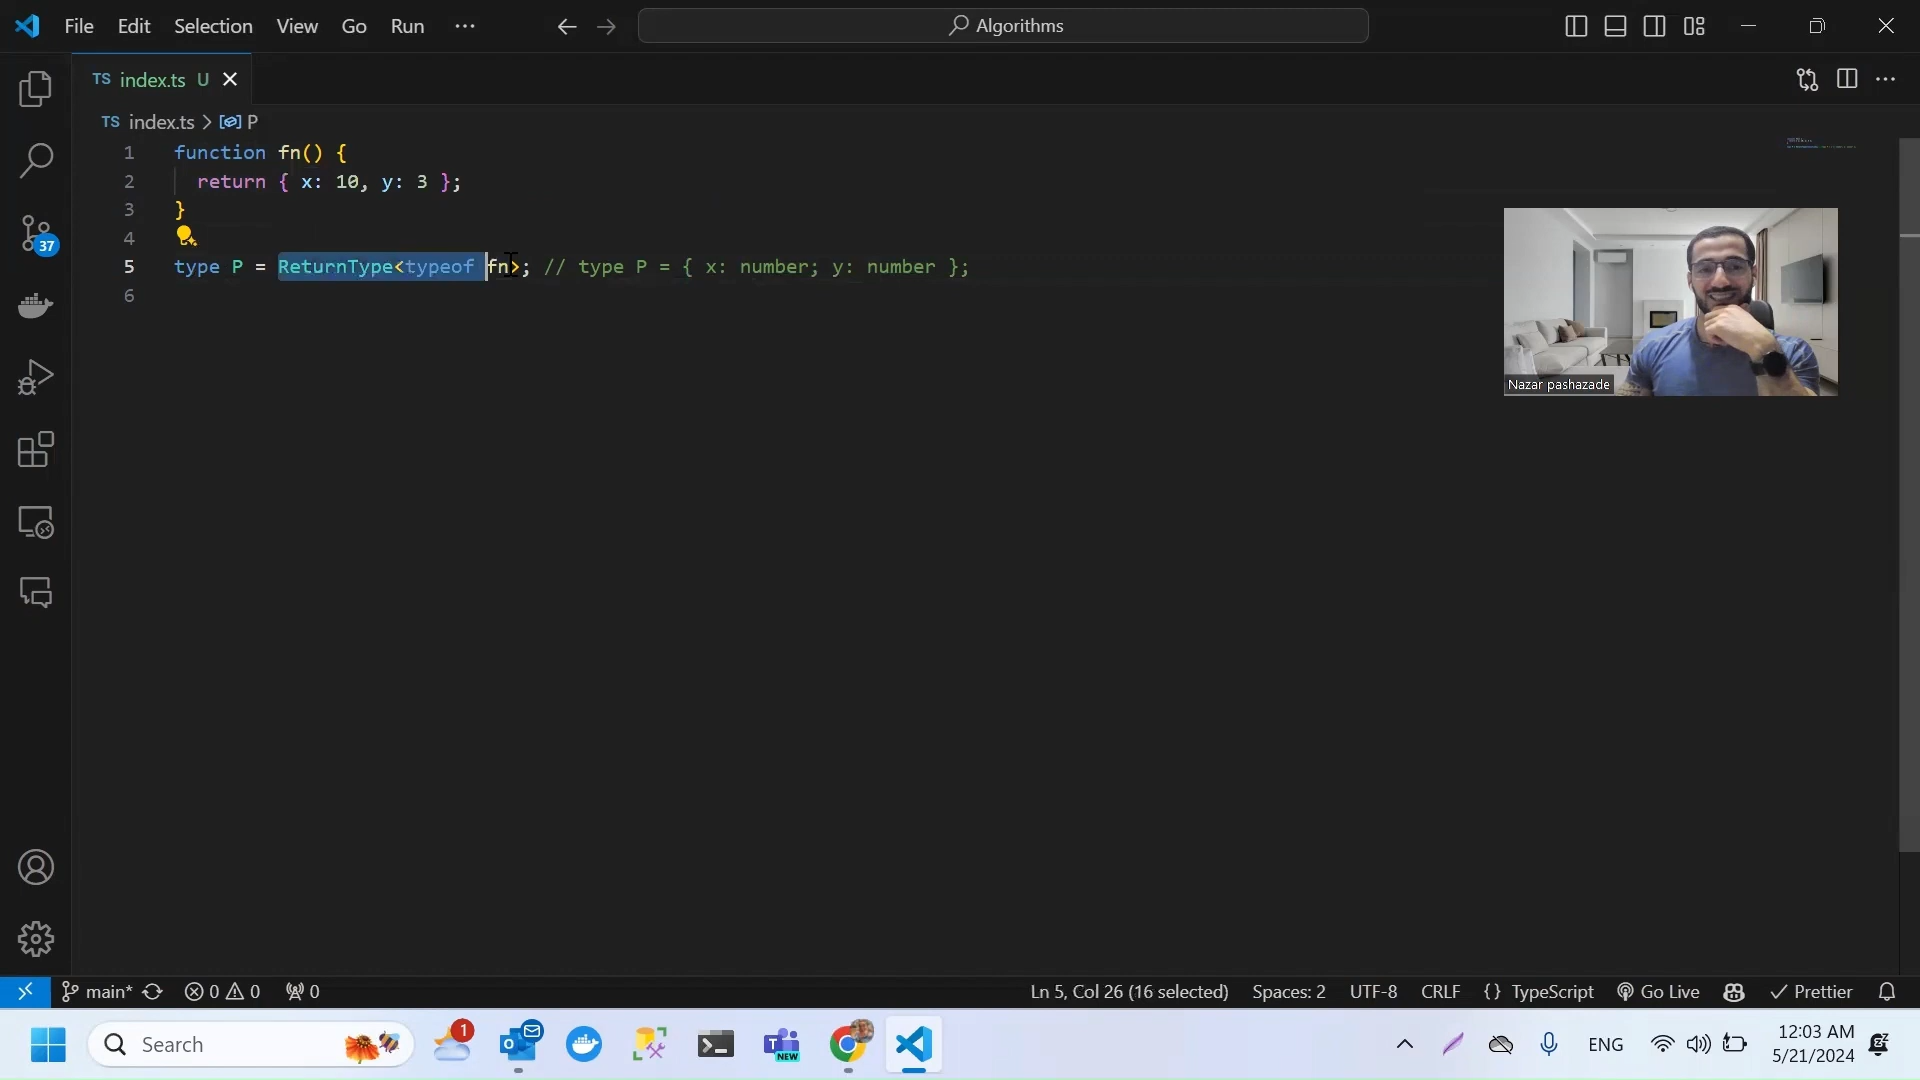 File Edit Selection View Go Run ··· Algorithms
TS index.ts U
TS index.ts > P
1 function fn() {
2 return { x: 10, y: 3 };
3 }
4
5 type P = ReturnType<typeof fn>; // type P = { x: number; y: number };
6
37
Nazar pashazade
main* 0 0 0 Ln 5, Col 26 (16 selected) Spaces: 2 UTF-8 CRLF {} TypeScript Go Live Prettier
Search 1 NEW ENG 12:03 AM
5/21/2024